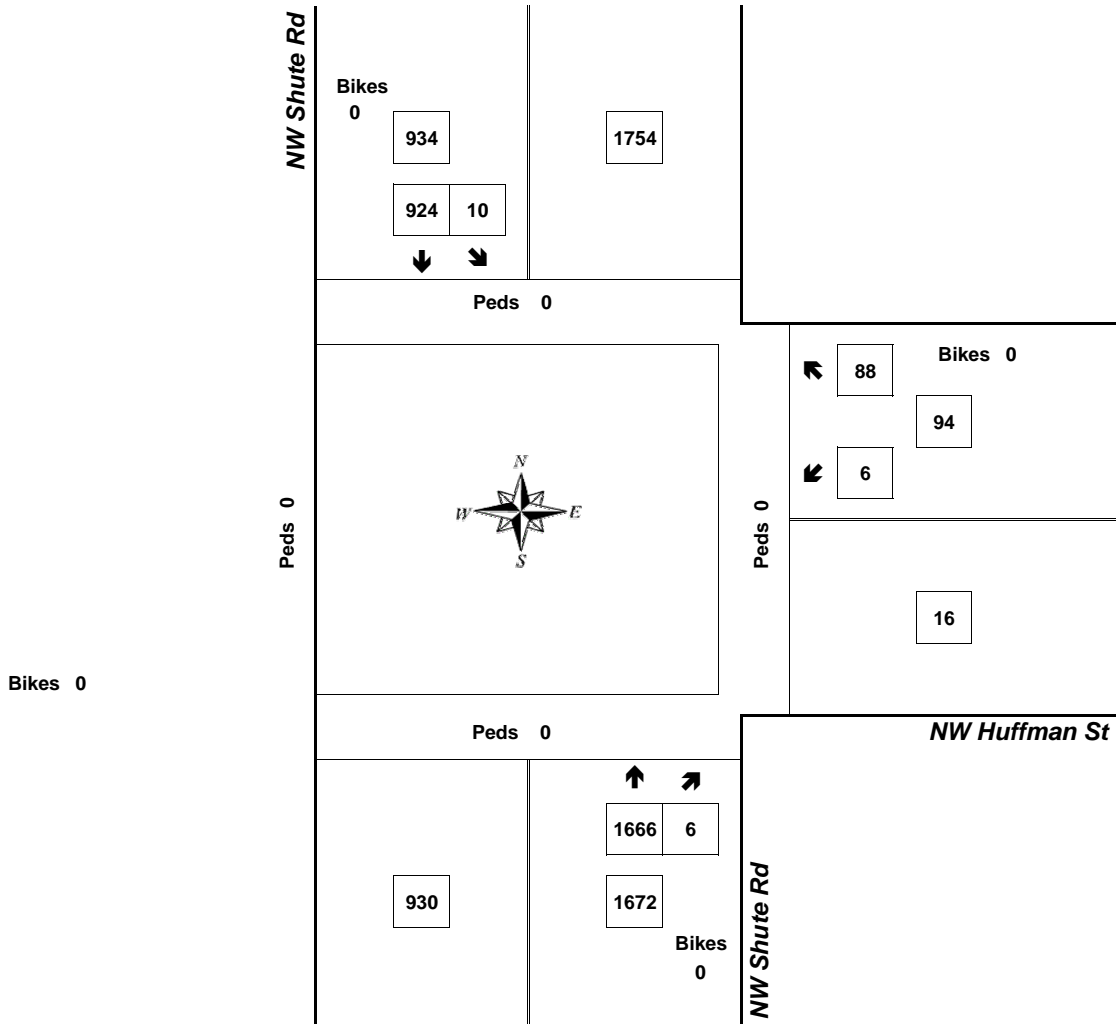 NW Shute Rd
Bikes
0
934
1754
924 10
Peds 0
88
Bikes 0
94
6
N
W E
S
Peds 0
Peds 0
16
Bikes 0
Peds 0
NW Huffman St
1666 6
930
1672
Bikes
0
NW Shute Rd